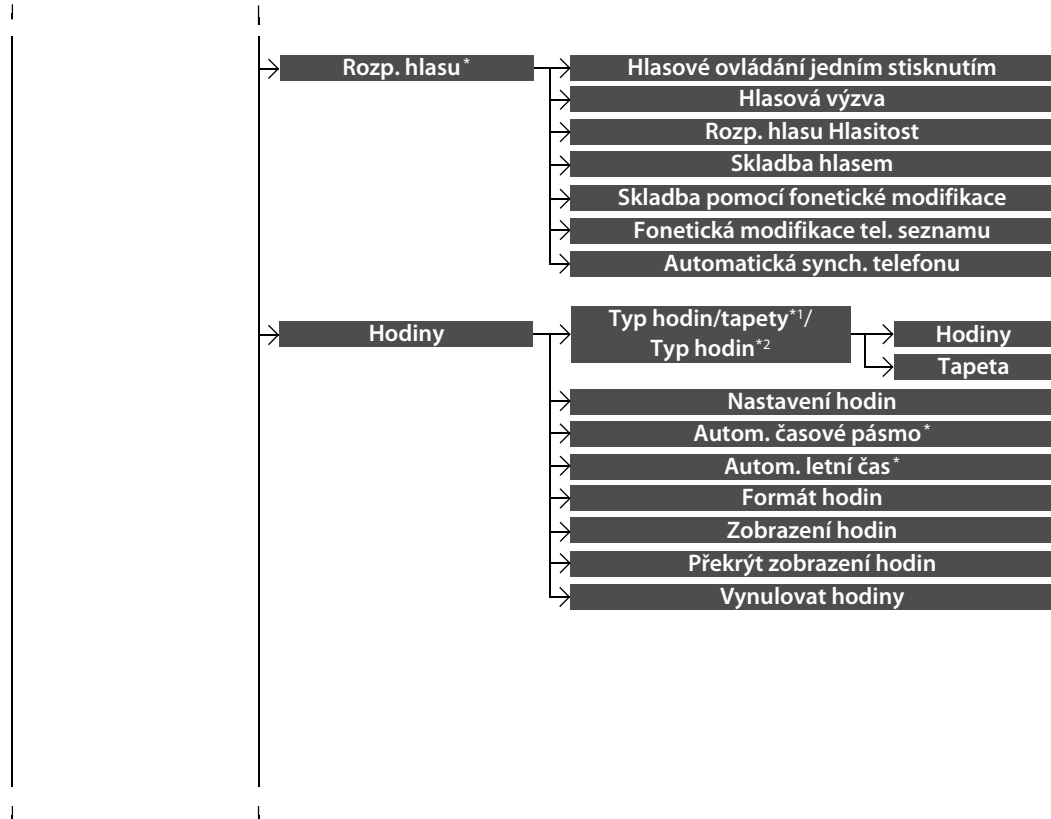 Rozp. hlasu*
Hlasové ovládání jedním stisknutím
Hlasová výzva
Rozp. hlasu Hlasitost
Skladba hlasem
Skladba pomocí fonetické modifikace
Fonetická modifikace tel. seznamu
Automatická synch. telefonu
Hodiny
Typ hodin/tapety*1/
Typ hodin*2
Hodiny
Tapeta
Nastavení hodin
Autom. časové pásmo*
Autom. letní čas*
Formát hodin
Zobrazení hodin
Překrýt zobrazení hodin
Vynulovat hodiny